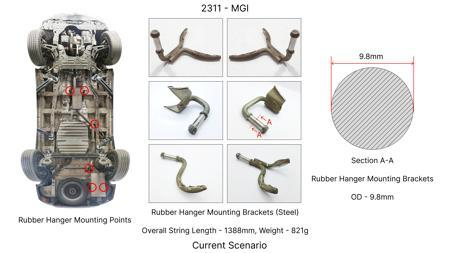 2311 - MGI
9.8mm
A
A
Section A-A
Rubber Hanger Mounting Brackets
OD - 9.8mm
Rubber Hanger Mounting Points
Rubber Hanger Mounting Brackets (Steel)
Overall String Length - 1388mm, Weight - 821g
Current Scenario